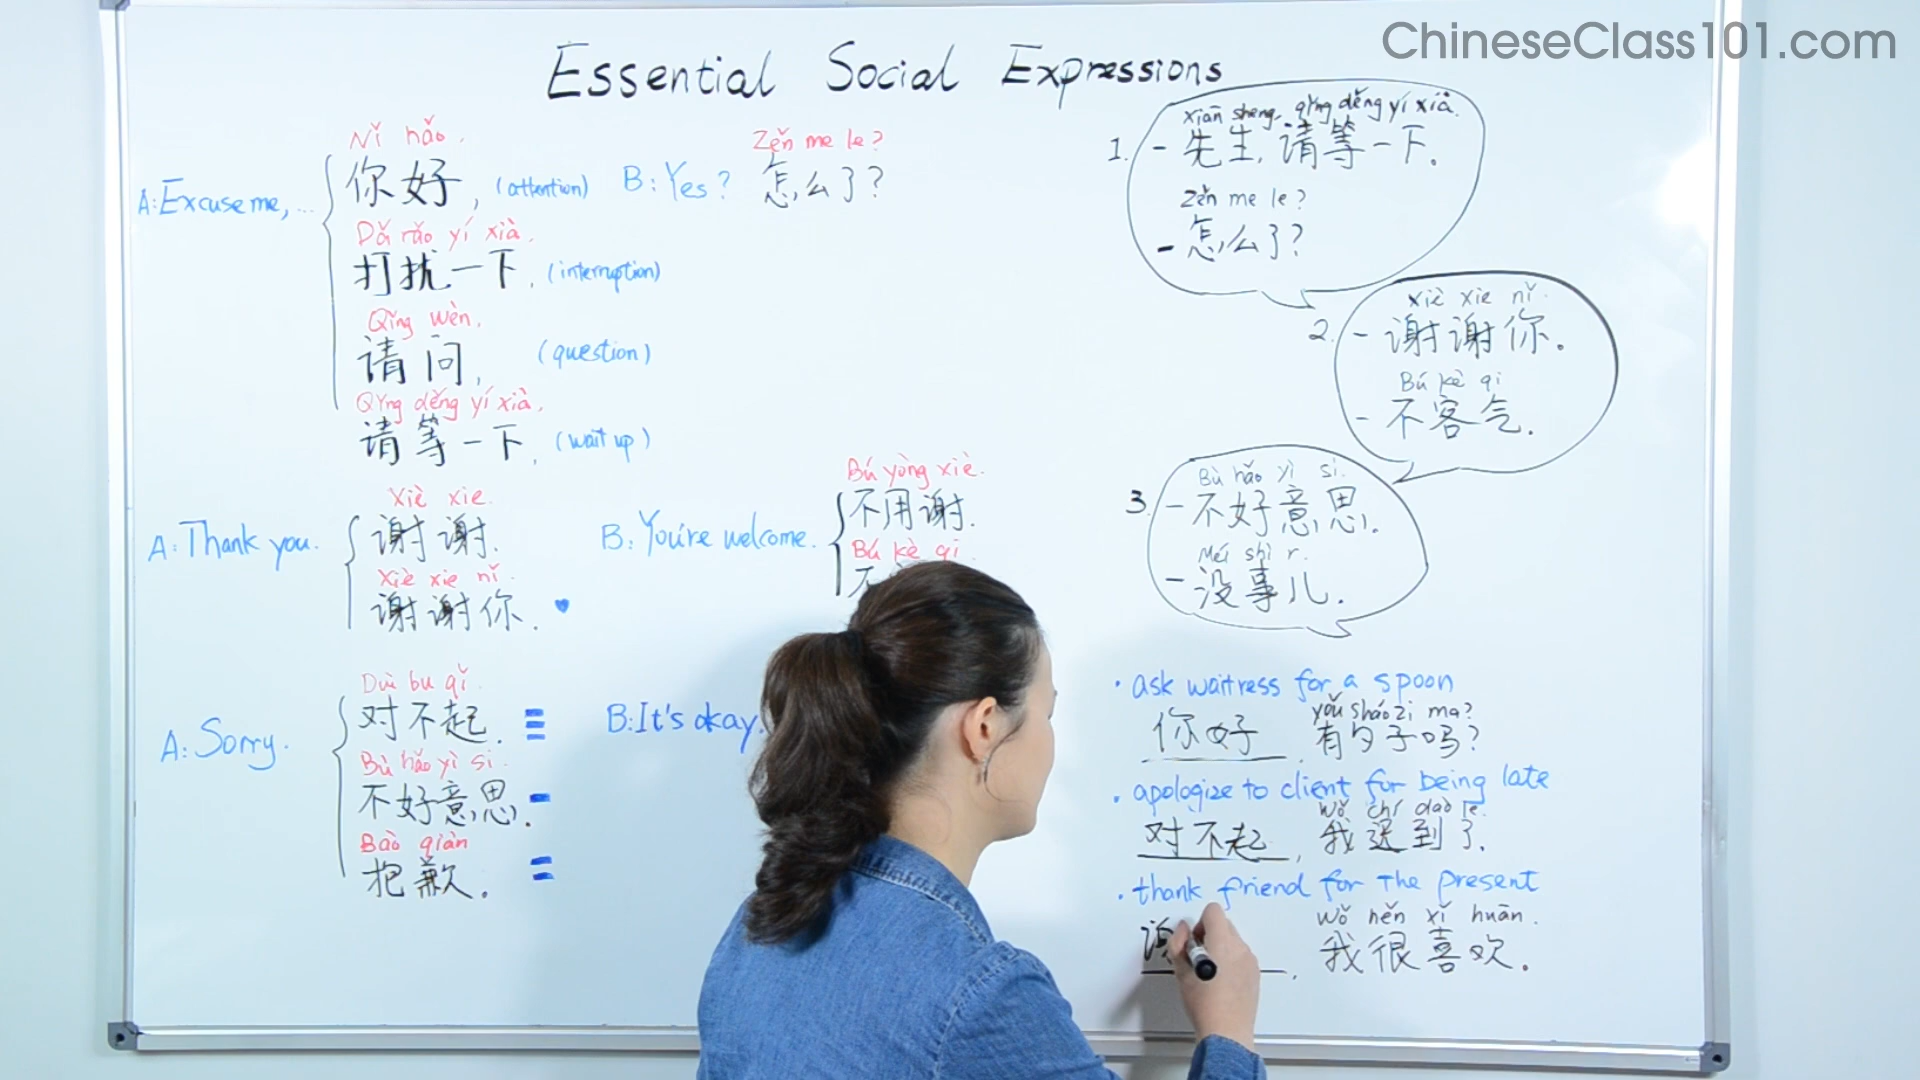 ChineseClass101.com
Essential Social Expressions
Nǐ hǎo,
A: Excuse me, ... 你好, (attention)
Dǎ rǎo yí xià,
打扰一下, (interruption)
Qǐng wèn,
请问, (question)
Qǐng děng yí xià,
请等一下, (wait up)
Zěn me le?
B: Yes? 怎么了?
Xiè xie.
A: Thank you. 谢谢.
Xiè xie nǐ.
谢谢你.
Bú yòng xiè.
B: You're welcome. 不用谢.
Bú kè qi
Duì bu qǐ.
A: Sorry. 对不起.
Bù hǎo yì si.
不好意思.
Bào qiàn
抱歉.
B: It's okay.
xiān sheng, qǐng děng yí xià.
1. - 先生, 请等一下.
Zěn me le?
- 怎么了?
xiè xie nǐ.
2. - 谢谢你.
Bú kè qi
- 不客气.
Bù hǎo yì si.
3. - 不好意思.
Méi shì r.
- 没事儿.
· ask waitress for a spoon
yǒu sháo zi ma?
你好, 有勺子吗?
· apologize to client for being late
wǒ chí dào le.
对不起, 我迟到了.
· thank friend for the present
wǒ hěn xǐ huān.
, 我很喜欢.